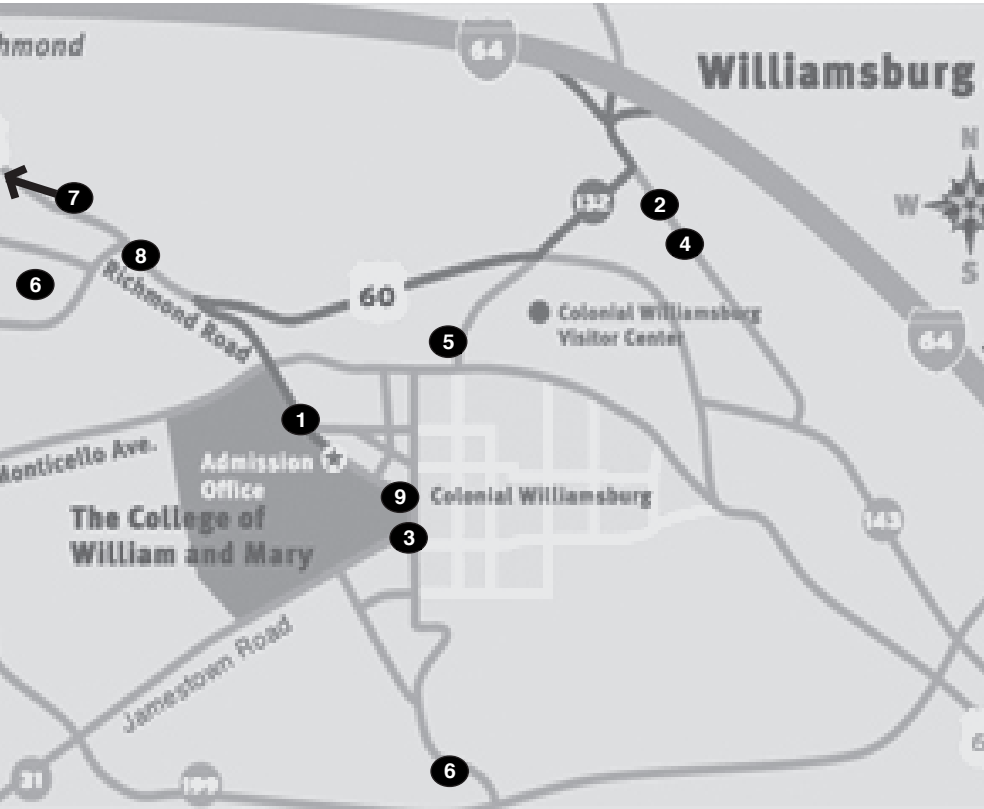 hmond
64
Williamsburg
N
W
S
7
132
2
8
4
6
Richmond Road
60
Colonial Williamsburg
Visitor Center
5
64
1
Monticello Ave.
Admission
Office
9
Colonial Williamsburg
The College of
William and Mary
3
143
Jamestown Road
6
6
31
199